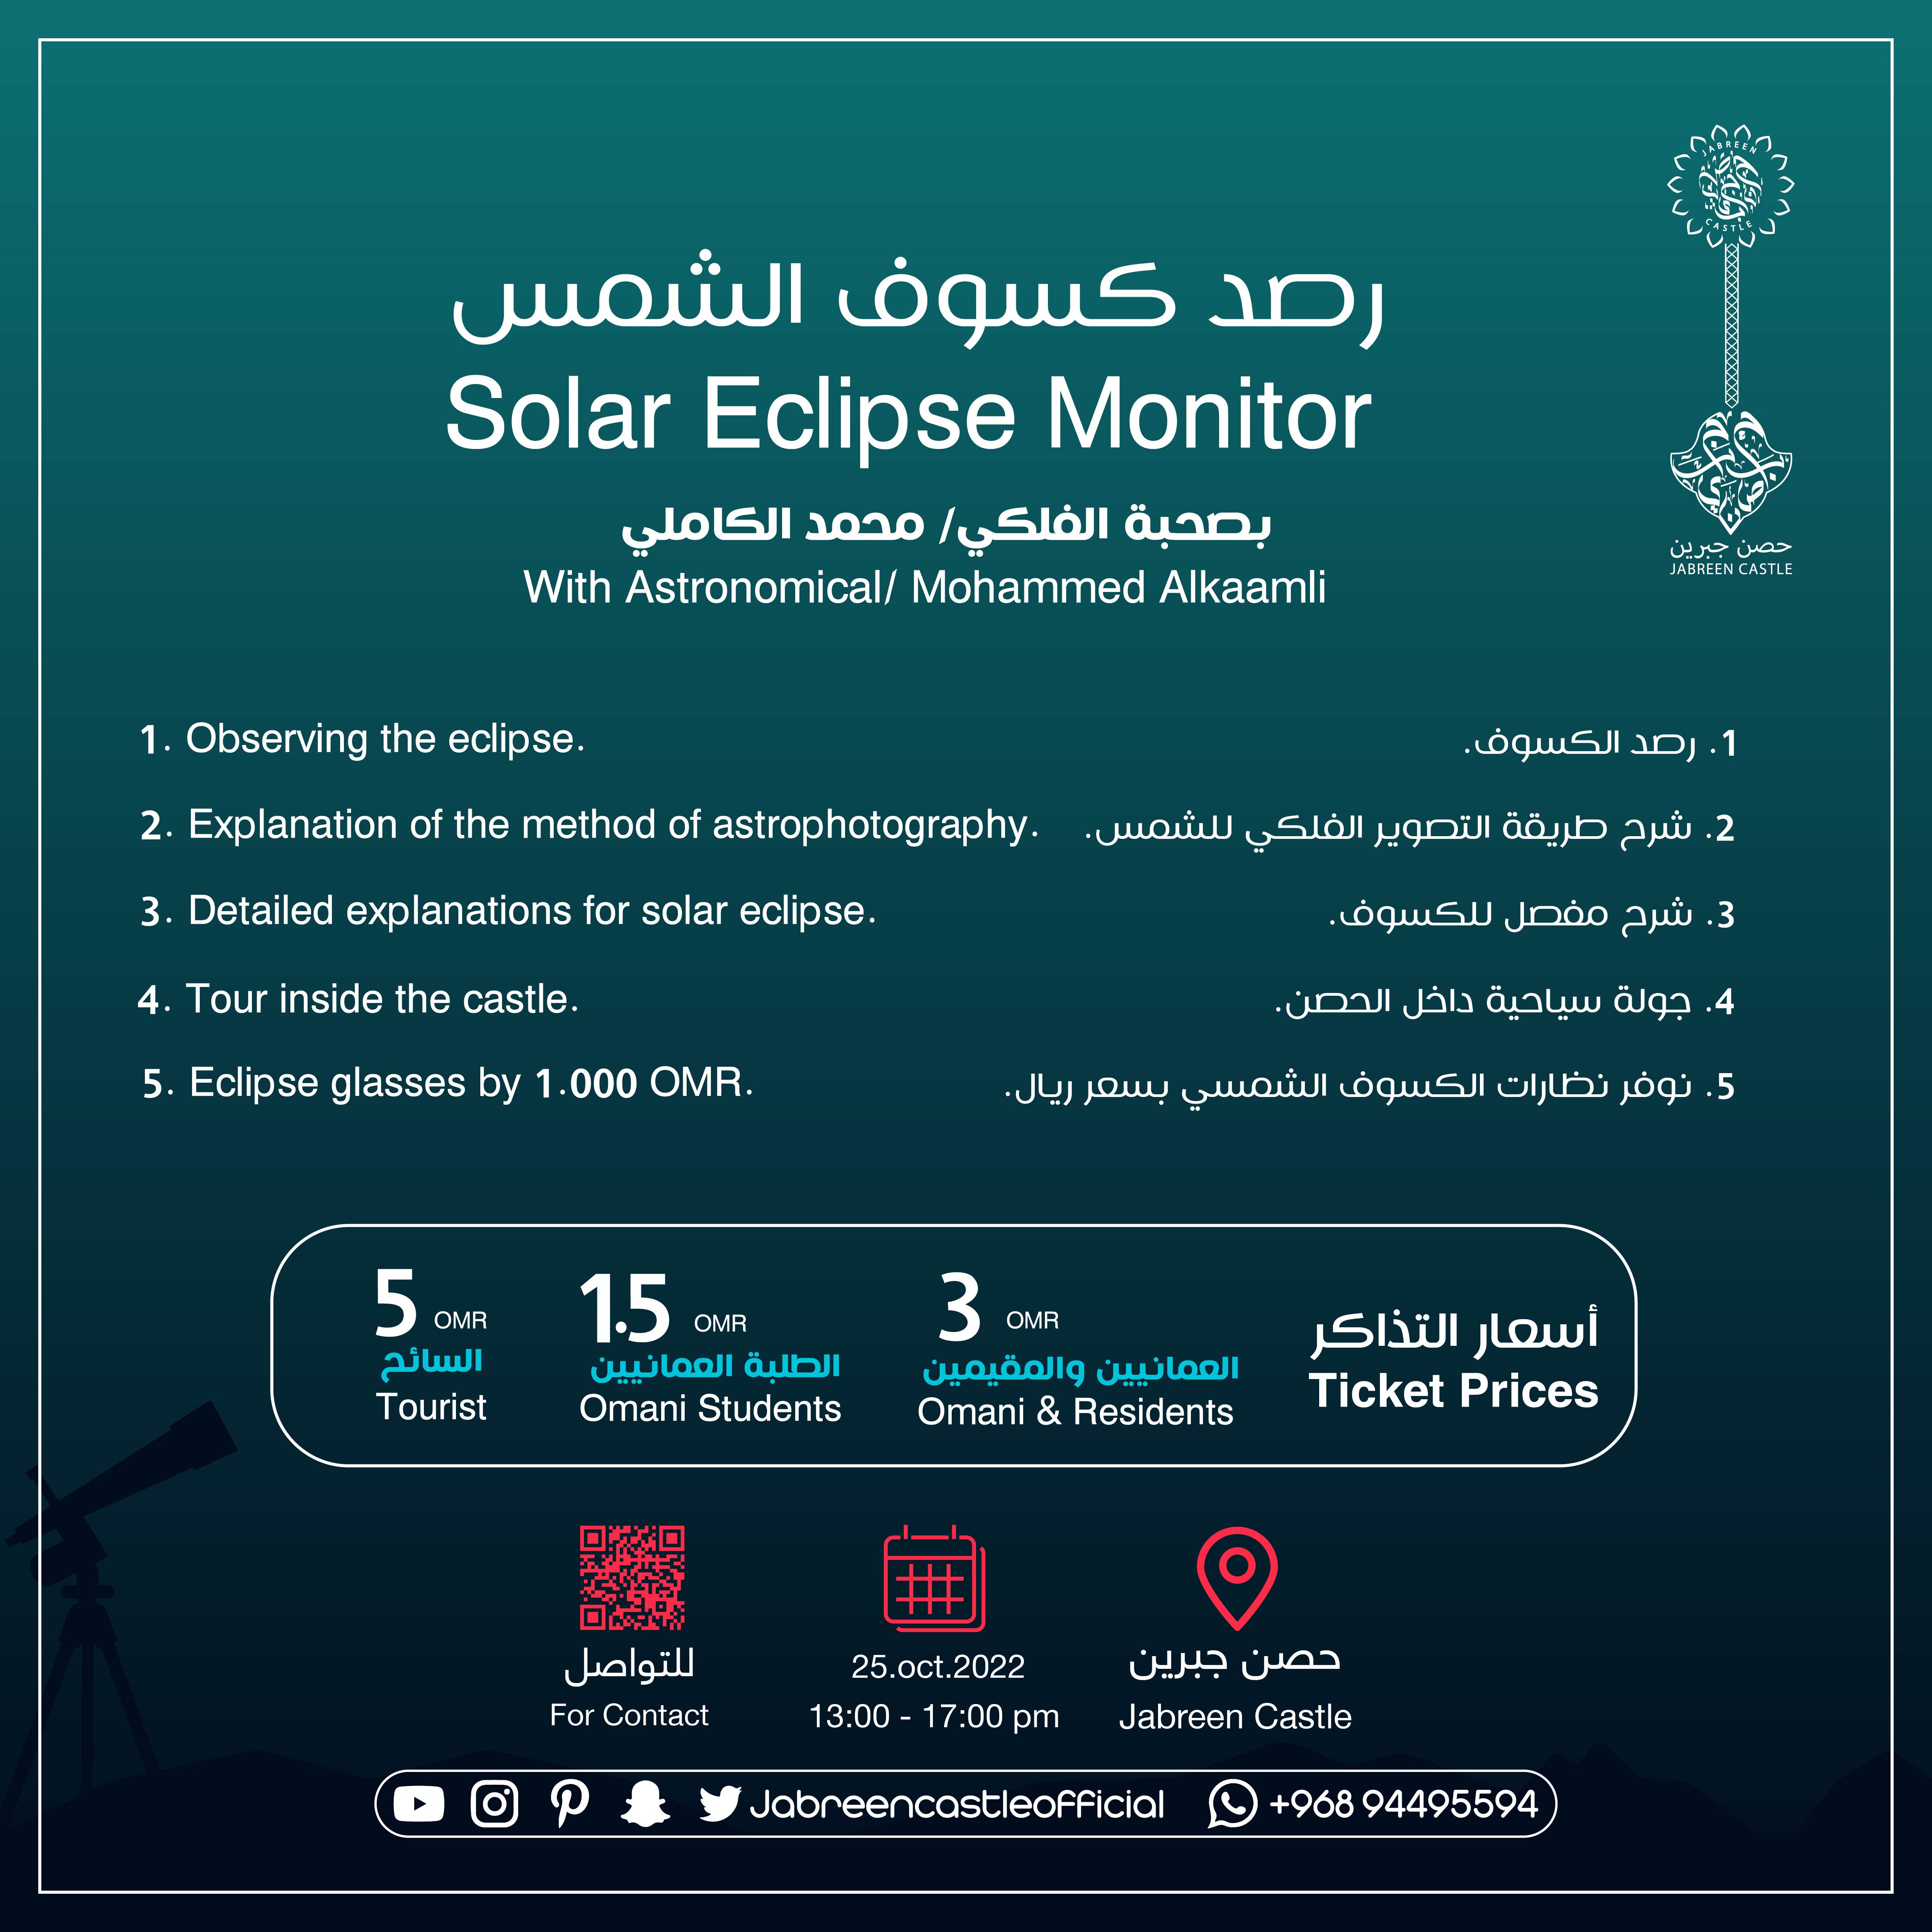 JABREEN
CASTLE
حصن جبرين
JABREEN CASTLE
رصد كسوف الشمس
Solar Eclipse Monitor
بصحبة الفلكي/ محمد الكاملي
With Astronomical/ Mohammed Alkaamli
1. Observing the eclipse.
1. رصد الكسوف.
2. Explanation of the method of astrophotography.
2. شرح طريقة التصوير الفلكي للشمس.
3. Detailed explanations for solar eclipse.
3. شرح مفصل للكسوف.
4. Tour inside the castle.
4. جولة سياحية داخل الحصن.
5. Eclipse glasses by 1.000 OMR.
5. نوفر نظارات الكسوف الشمسي بسعر ريال.
أسعار التذاكر
Ticket Prices
3 OMR
العمانيين والمقيمين
Omani & Residents
1.5 OMR
الطلبة العمانيين
Omani Students
5 OMR
السائح
Tourist
حصن جبرين
Jabreen Castle
25.oct.2022
13:00 - 17:00 pm
للتواصل
For Contact
Jabreencastleofficial
+968 94495594